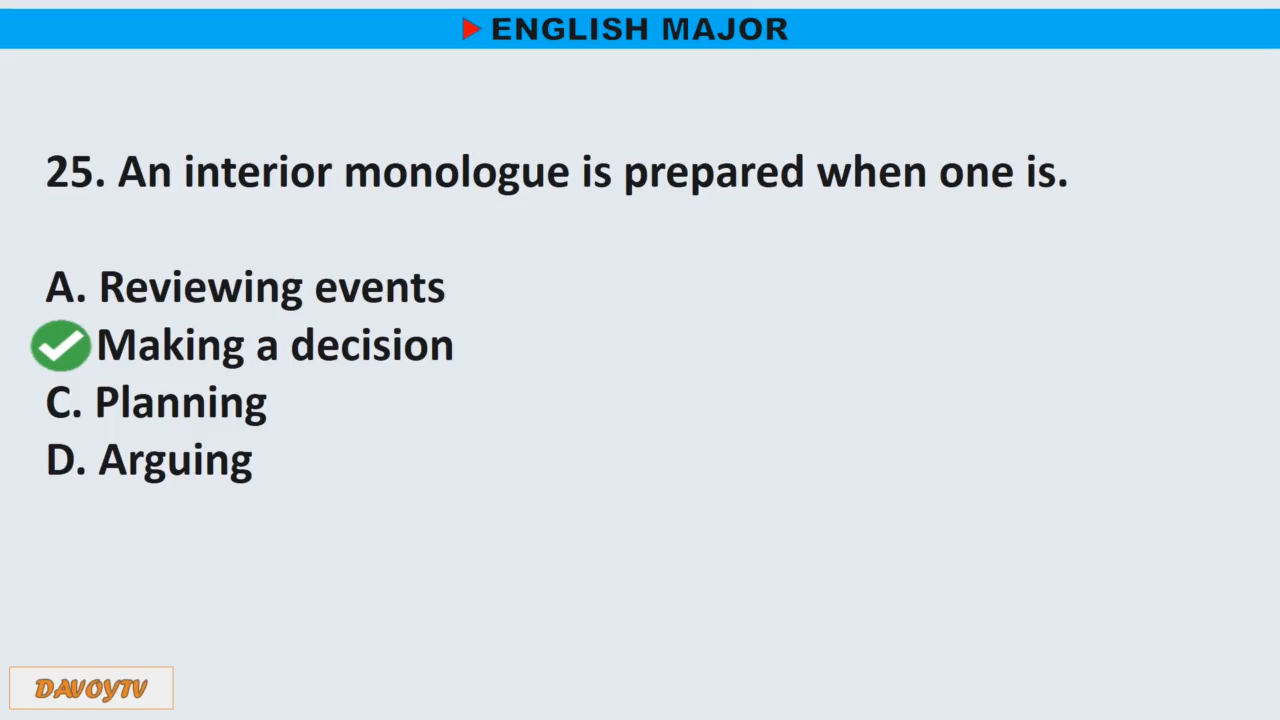 ENGLISH MAJOR
25. An interior monologue is prepared when one is.
A. Reviewing events
Making a decision
C. Planning
D. Arguing
DAVOYTV